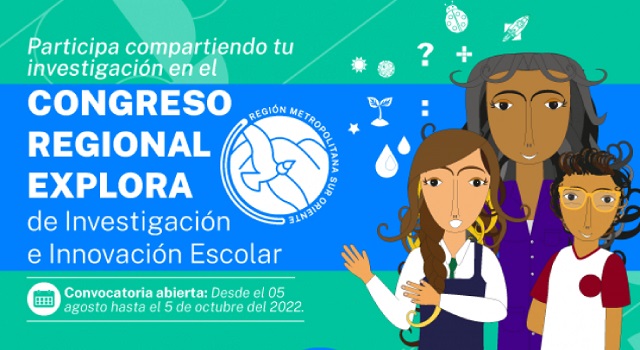 Participa compartiendo tu
investigación en el
CONGRESO
REGIONAL
EXPLORA
de Investigación
e Innovación Escolar
REGIÓN METROPOLITANA SUR ORIENTE
Convocatoria abierta: Desde el 05
agosto hasta el 5 de octubre del 2022.
?
+
: